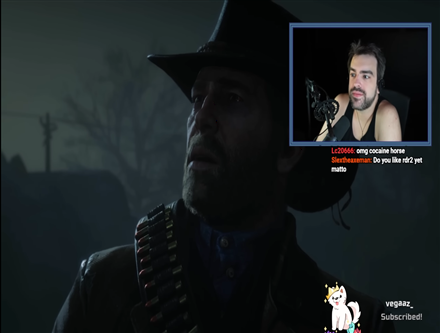 Lc20666: omg cocaine horse
Slextheaxeman: Do you like rdr2 yet
matto
vegaaz_
Subscribed!